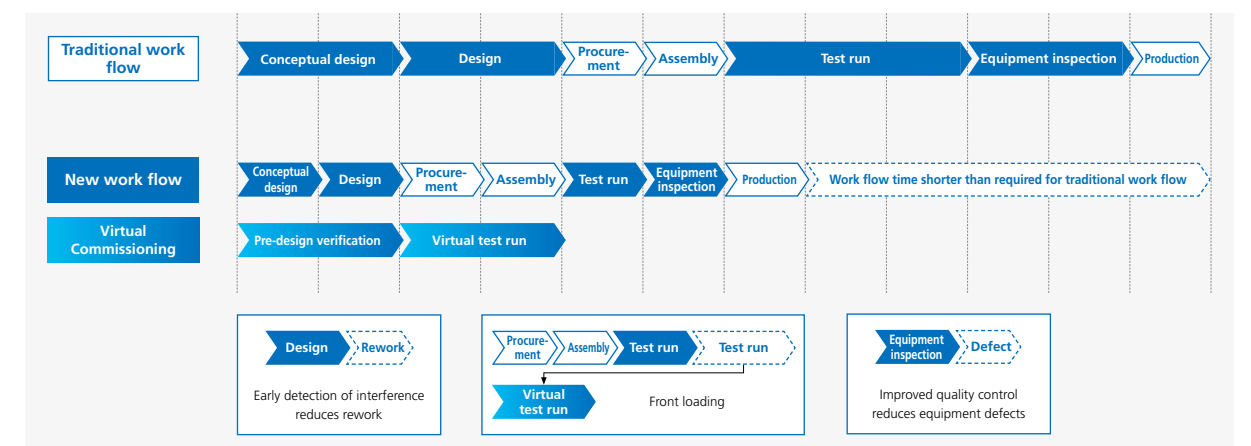 Traditional work
flow
Conceptual design
Design
Procure-
ment
Assembly
Test run
Equipment inspection
Production
New work flow
Conceptual
design
Design
Procure-
ment
Assembly
Test run
Equipment
inspection
Production
Work flow time shorter than required for traditional work flow
Virtual
Commissioning
Pre-design verification
Virtual test run
Design
Rework
Early detection of interference
reduces rework
Procure-
ment
Assembly
Test run
Test run
Virtual
test run
Front loading
Equipment
inspection
Defect
Improved quality control
reduces equipment defects